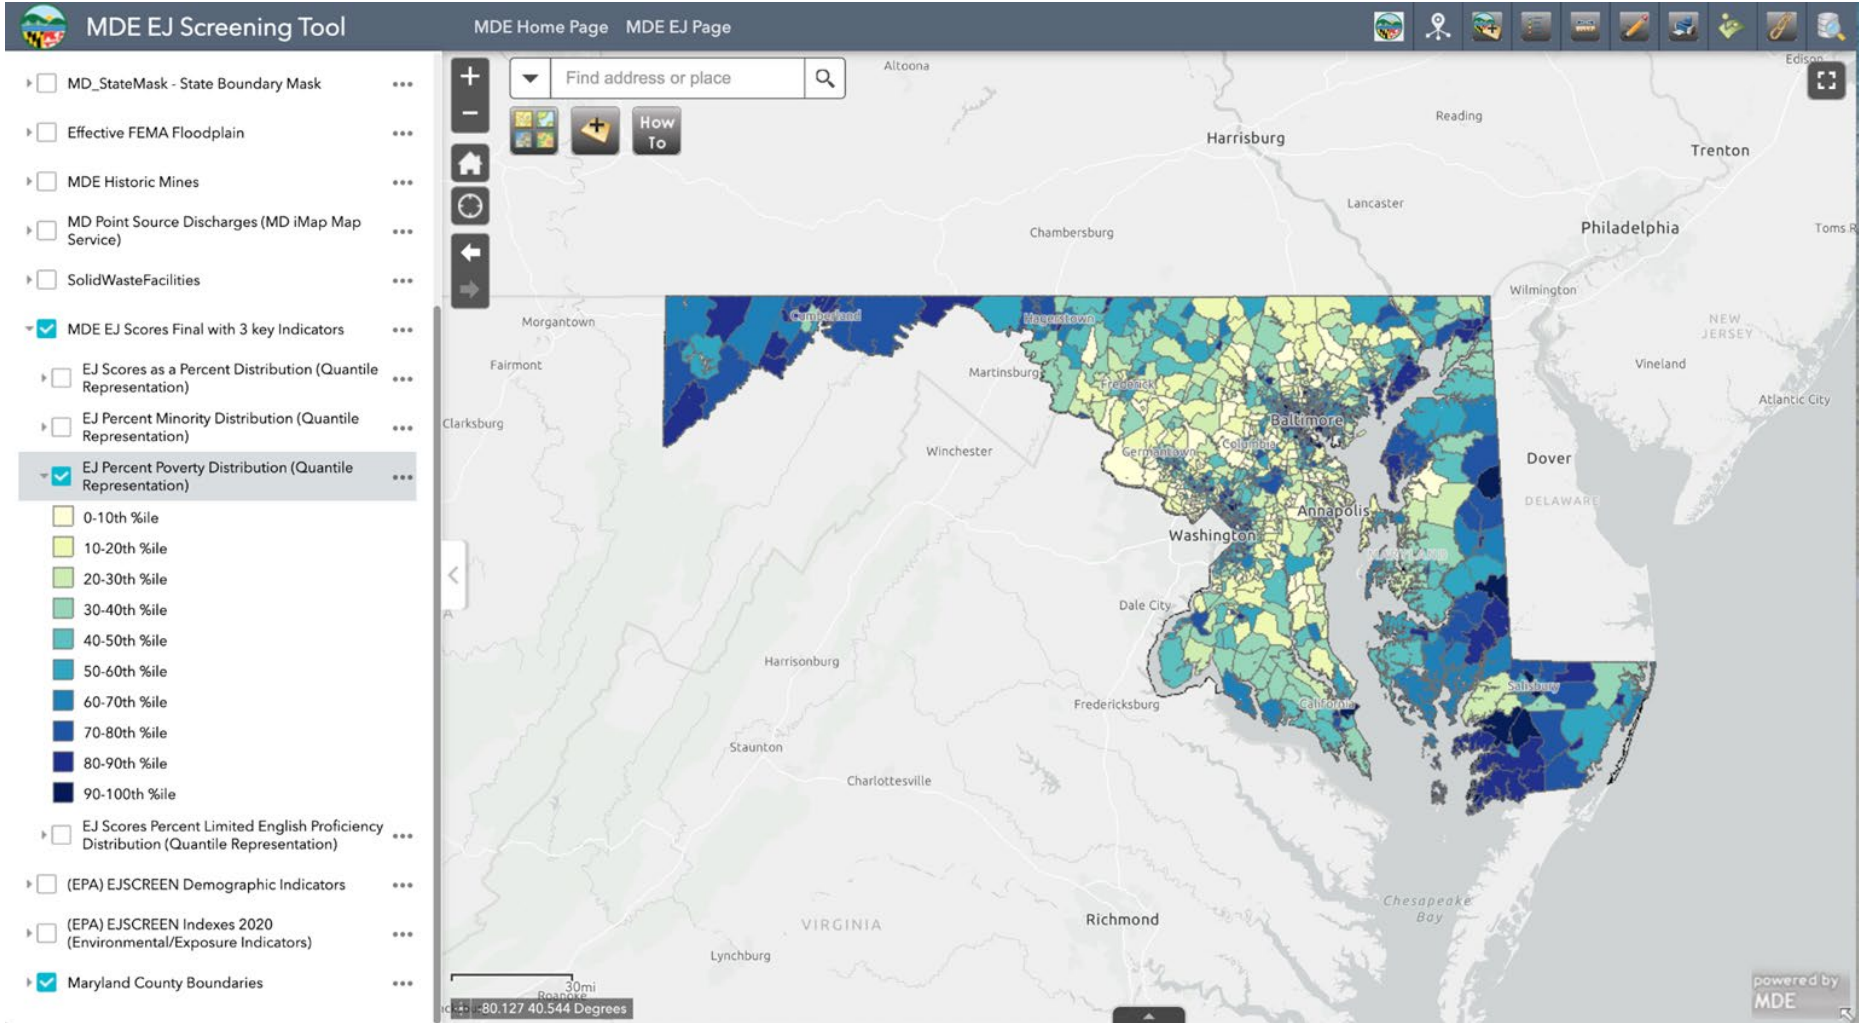 MDE EJ Screening Tool
MDE Home Page
MDE EJ Page
MD_StateMask - State Boundary Mask
Effective FEMA Floodplain
MDE Historic Mines
MD Point Source Discharges (MD iMap Map
Service)
SolidWasteFacilities
MDE EJ Scores Final with 3 key Indicators
EJ Scores as a Percent Distribution (Quantile
Representation)
EJ Percent Minority Distribution (Quantile
Representation)
EJ Percent Poverty Distribution (Quantile
Representation)
0-10th %ile
10-20th %ile
20-30th %ile
30-40th %ile
40-50th %ile
50-60th %ile
60-70th %ile
70-80th %ile
80-90th %ile
90-100th %ile
EJ Scores Percent Limited English Proficiency
Distribution (Quantile Representation)
(EPA) EJSCREEN Demographic Indicators
(EPA) EJSCREEN Indexes 2020
(Environmental/Exposure Indicators)
Maryland County Boundaries
Find address or place
How
To
Altoona
Edison
Reading
Harrisburg
Trenton
Lancaster
Philadelphia
Toms R
Chambersburg
Wilmington
Morgantown
Cumberland
Hagerstown
NEW
JERSEY
Fairmont
Martinsburg
Frederick
Vineland
Atlantic City
Clarksburg
Baltimore
Winchester
Columbia
Germantown
Dover
DELAWARE
Annapolis
Washington
MARYLAND
Dale City
Harrisonburg
Salisbury
Fredericksburg
California
Staunton
Charlottesville
Chesapeake
Bay
Richmond
VIRGINIA
Lynchburg
30mi
Roanoke
-80.127 40.544 Degrees
powered by
MDE